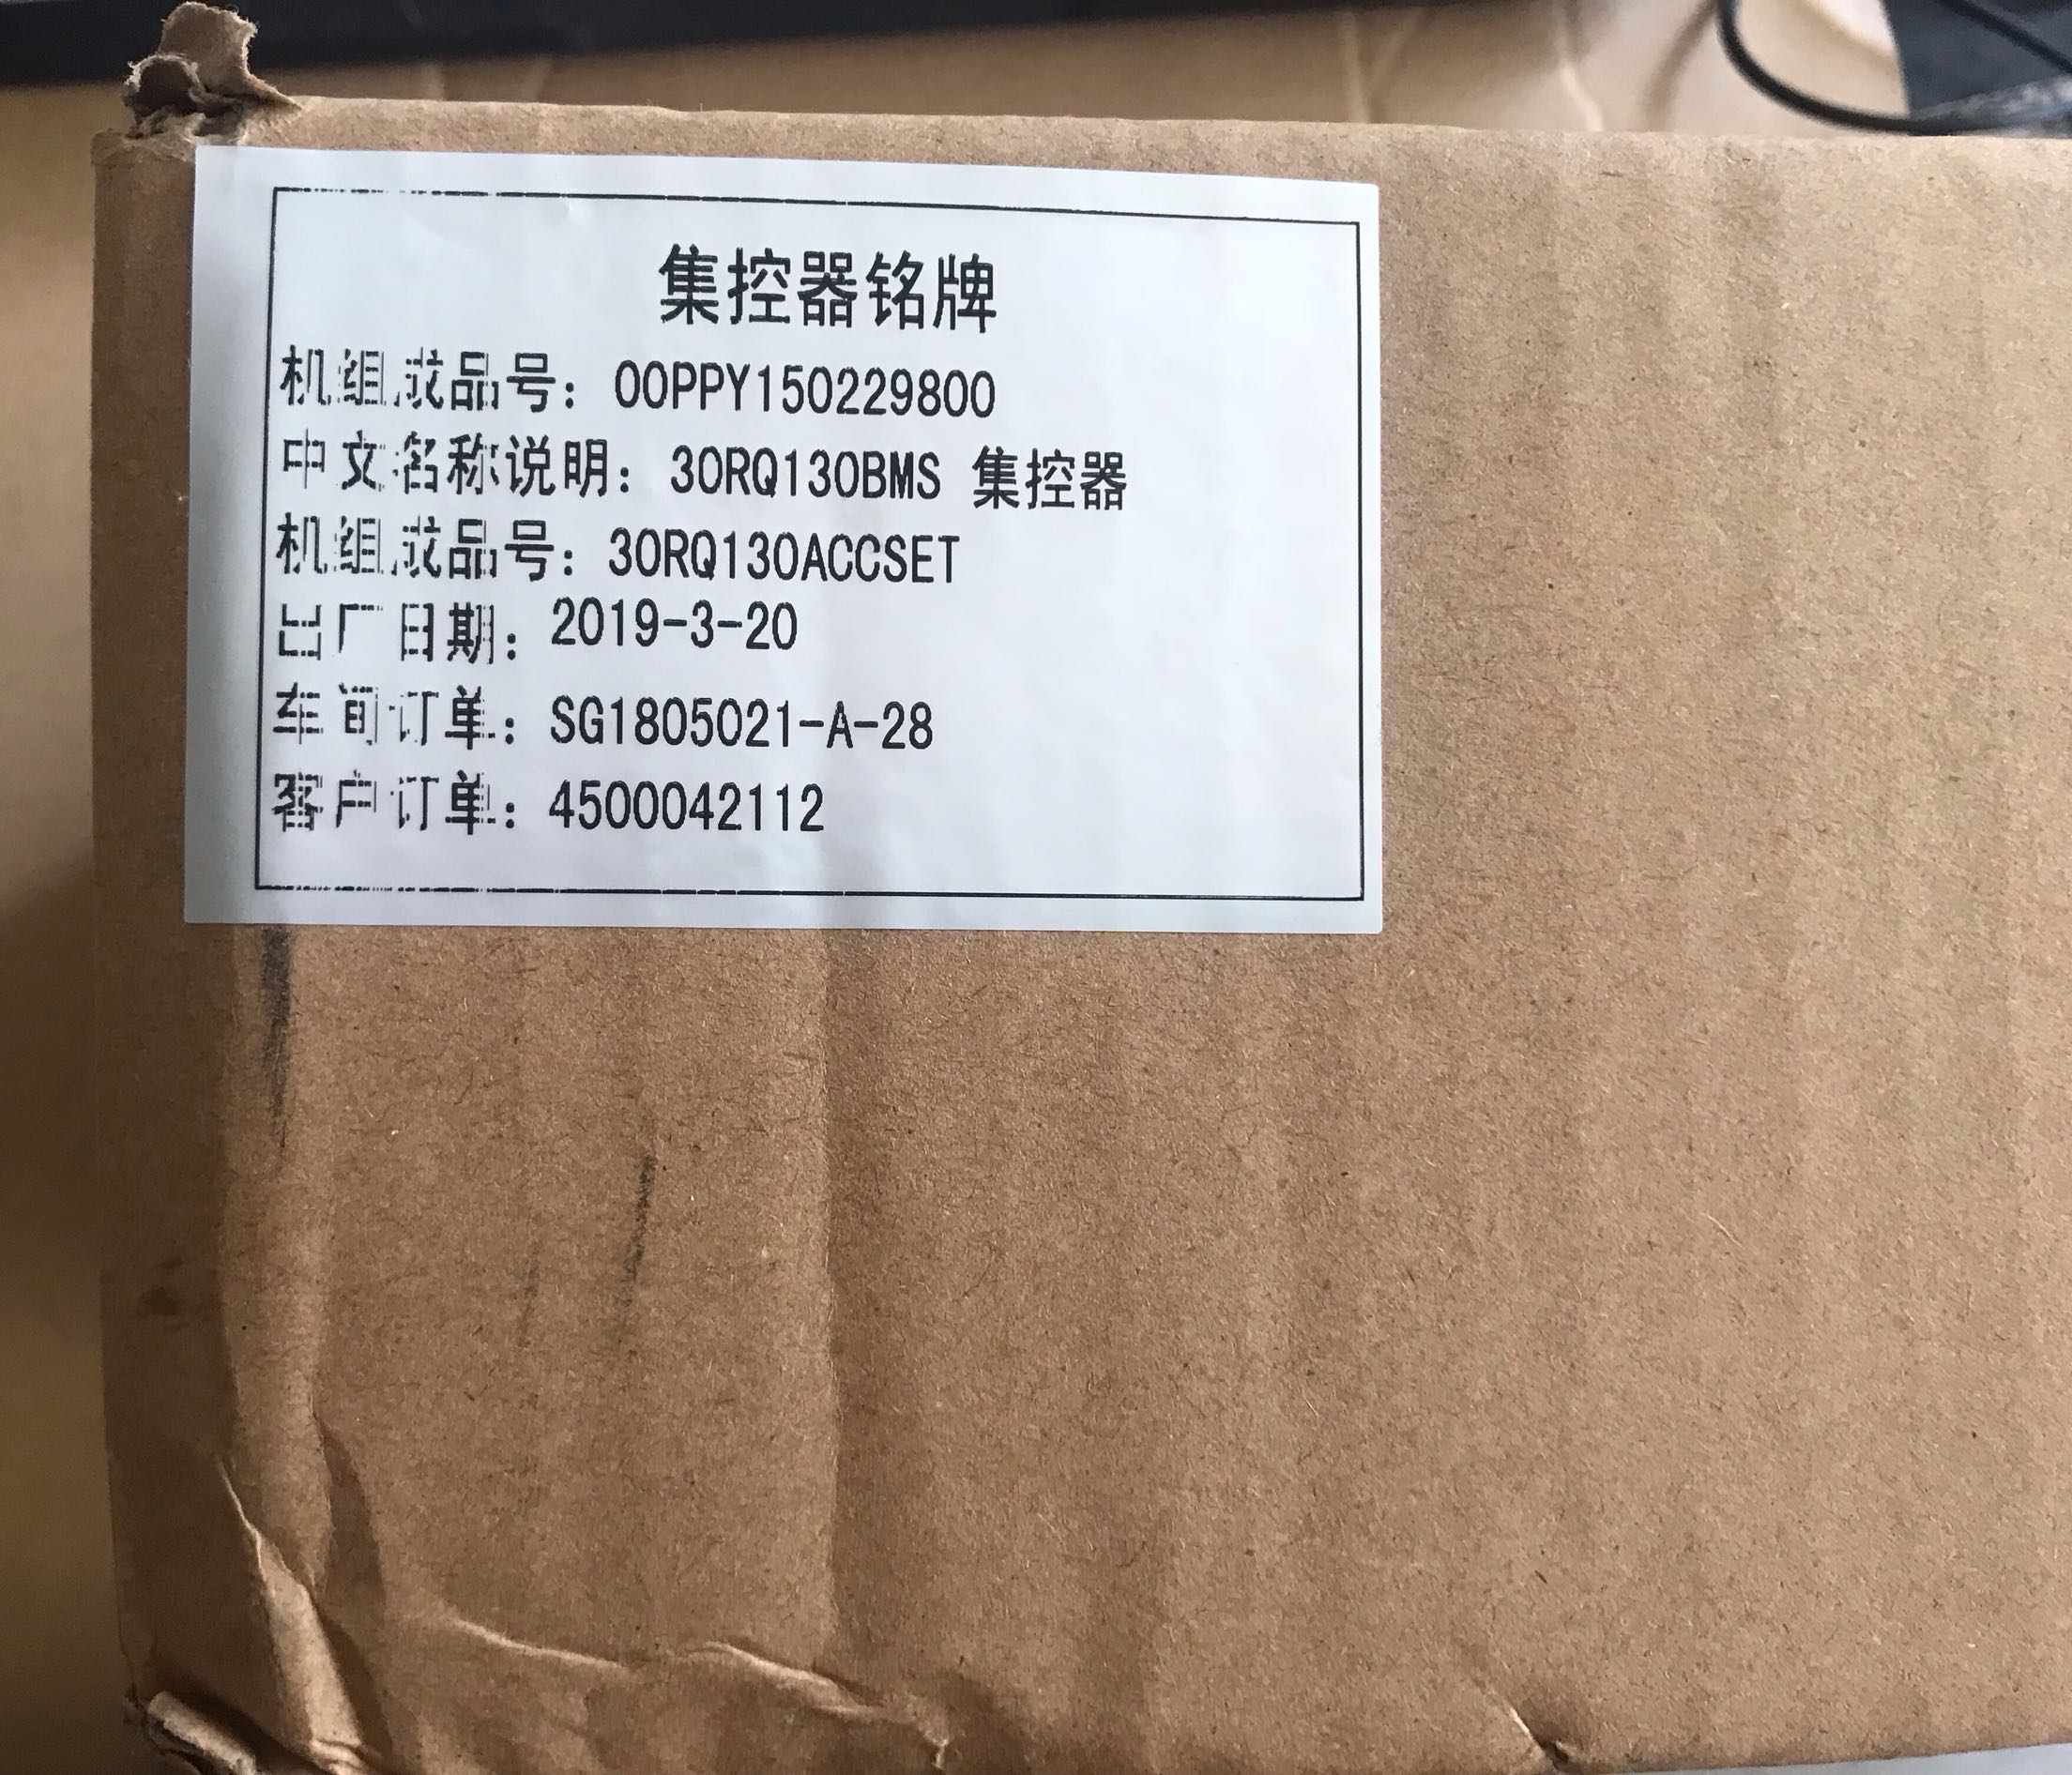 集控器铭牌
机组成品号：00PPY150229800
中文名称说明：30RQ130BMS 集控器
机组成品号：30RQ130ACCSET
出厂日期：2019-3-20
车间订单：SG1805021-A-28
客户订单：4500042112